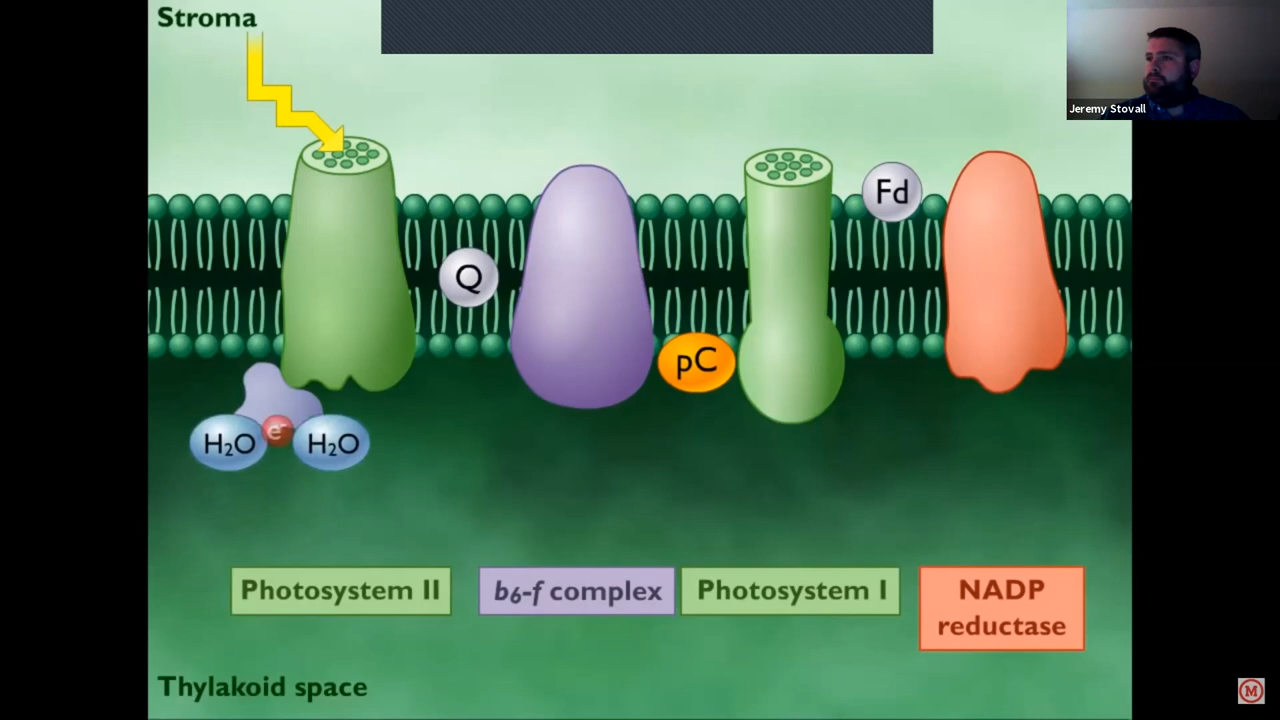 Stroma
Jeremy Stovall
Fd
Q
pC
e-
H₂O
H₂O
Photosystem II
b₆-f complex
Photosystem I
NADP
reductase
Thylakoid space
M